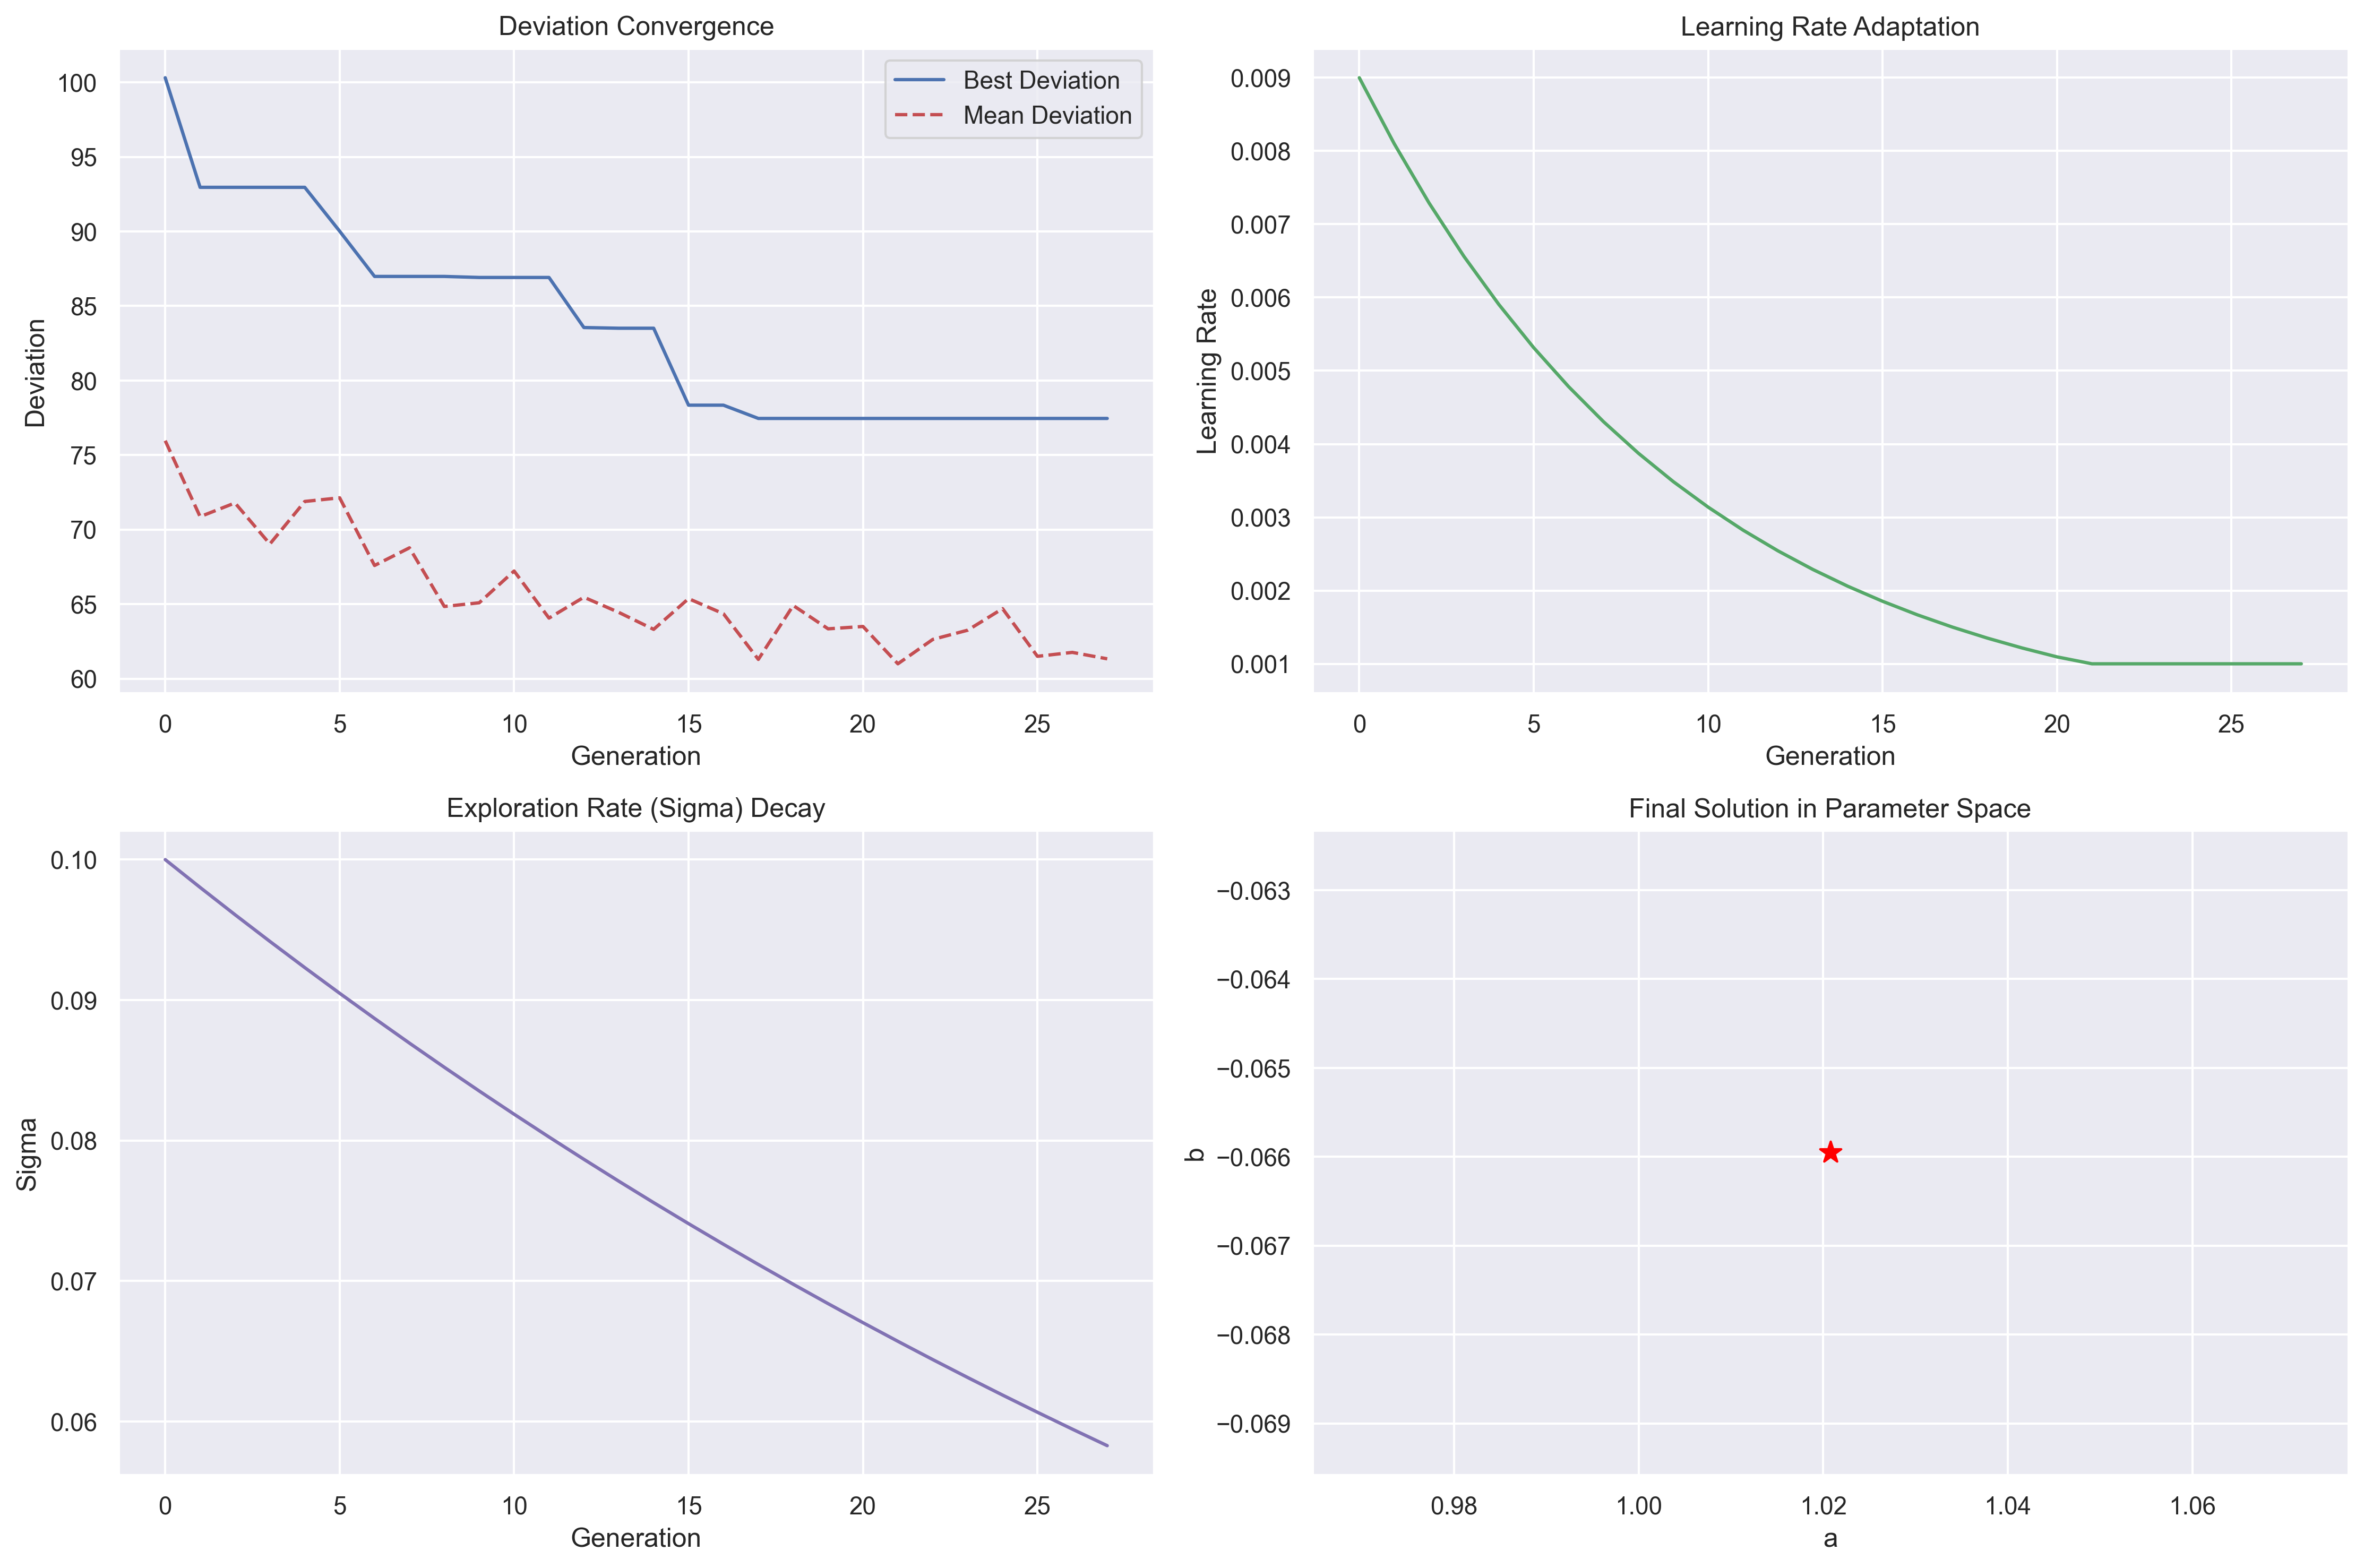 Deviation Convergence
Best Deviation
Mean Deviation
100
95
90
85
80
75
70
65
60
Deviation
0 5 10 15 20 25
Generation
Learning Rate Adaptation
0.009
0.008
0.007
0.006
0.005
0.004
0.003
0.002
0.001
Learning Rate
0 5 10 15 20 25
Generation
Exploration Rate (Sigma) Decay
0.10
0.09
0.08
0.07
0.06
Sigma
0 5 10 15 20 25
Generation
Final Solution in Parameter Space
−0.063
−0.064
−0.065
−0.066
−0.067
−0.068
−0.069
b
0.98 1.00 1.02 1.04 1.06
a